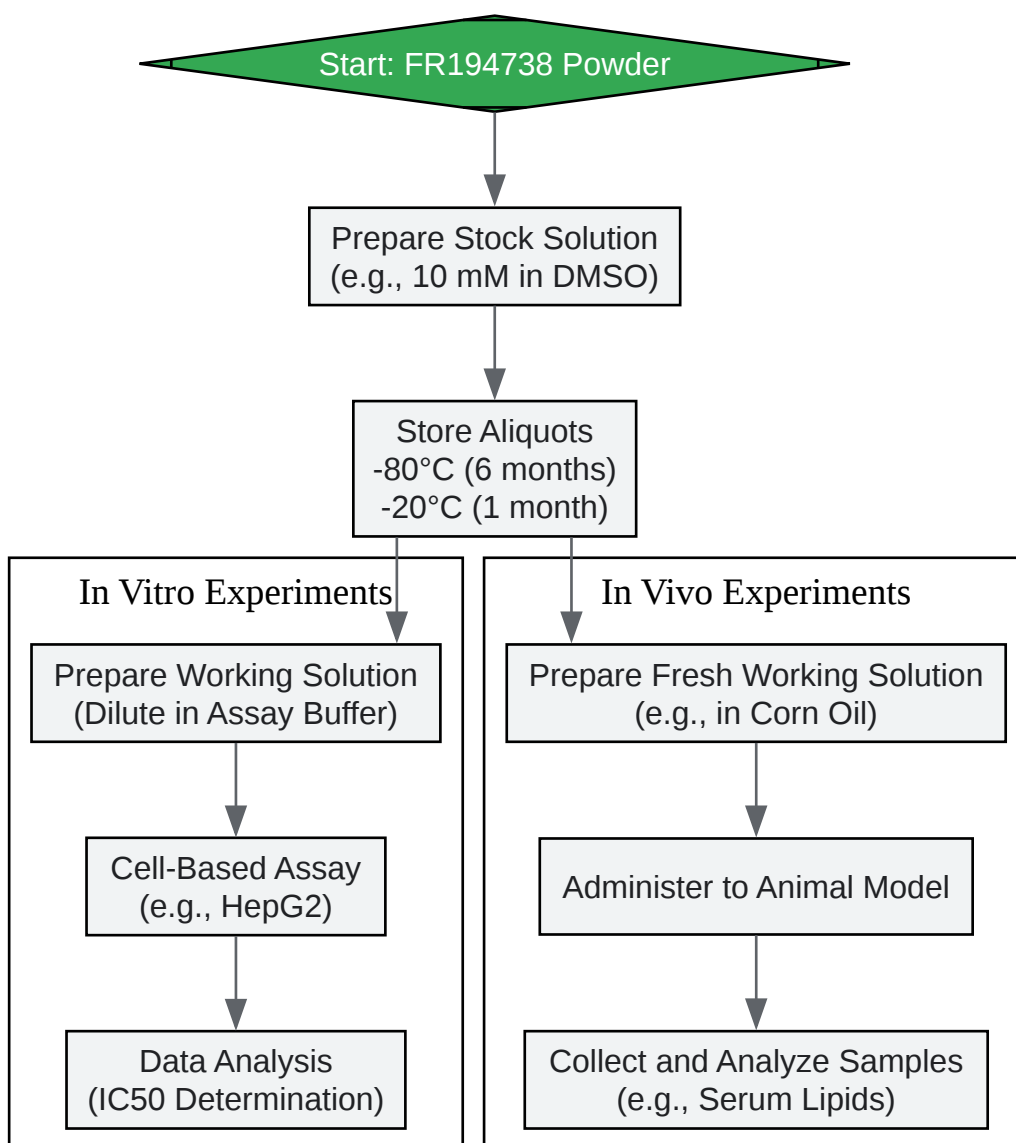 Start: FR194738 Powder
Prepare Stock Solution
(e.g., 10 mM in DMSO)
Store Aliquots
-80°C (6 months)
-20°C (1 month)
In Vitro Experiments
Prepare Working Solution
(Dilute in Assay Buffer)
Cell-Based Assay
(e.g., HepG2)
Data Analysis
(IC50 Determination)
In Vivo Experiments
Prepare Fresh Working Solution
(e.g., in Corn Oil)
Administer to Animal Model
Collect and Analyze Samples
(e.g., Serum Lipids)